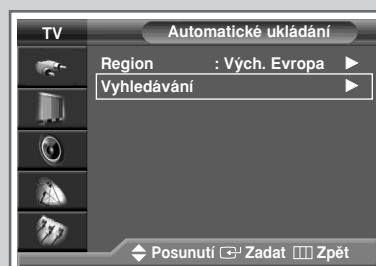 TV
Automatické ukládání
Region : Vých. Evropa
Vyhledávání
Posunutí Zadat Zpět